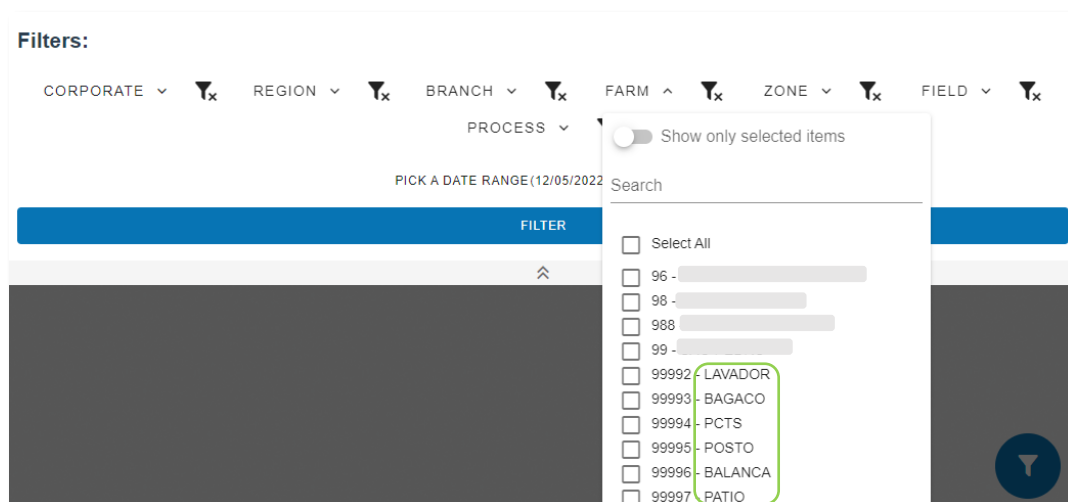 Filters:
CORPORATE REGION BRANCH FARM ZONE FIELD
PROCESS
Show only selected items
PICK A DATE RANGE(12/05/2022
Search
FILTER
Select All
96 -
98 -
988
99 -
99992 - LAVADOR
99993 - BAGACO
99994 - PCTS
99995 - POSTO
99996 - BALANCA
99997 - PATIO